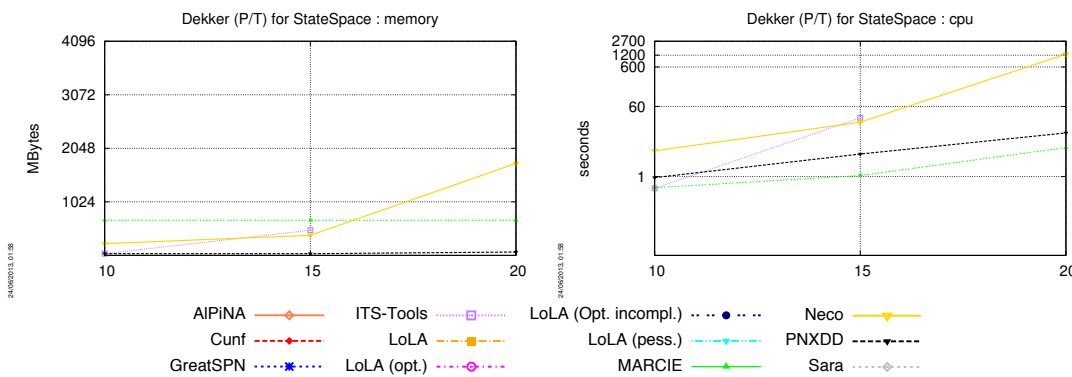 Dekker (P/T) for StateSpace : memory
4096
3072
2048
1024
MBytes
10
15
20
24/06/2013, 01:58
Dekker (P/T) for StateSpace : cpu
2700
1200
600
60
1
seconds
10
15
20
24/06/2013, 01:58
AlPiNA
Cunf
GreatSPN
ITS-Tools
LoLA
LoLA (opt.)
LoLA (Opt. incompl.)
LoLA (pess.)
MARCIE
Neco
PNXDD
Sara